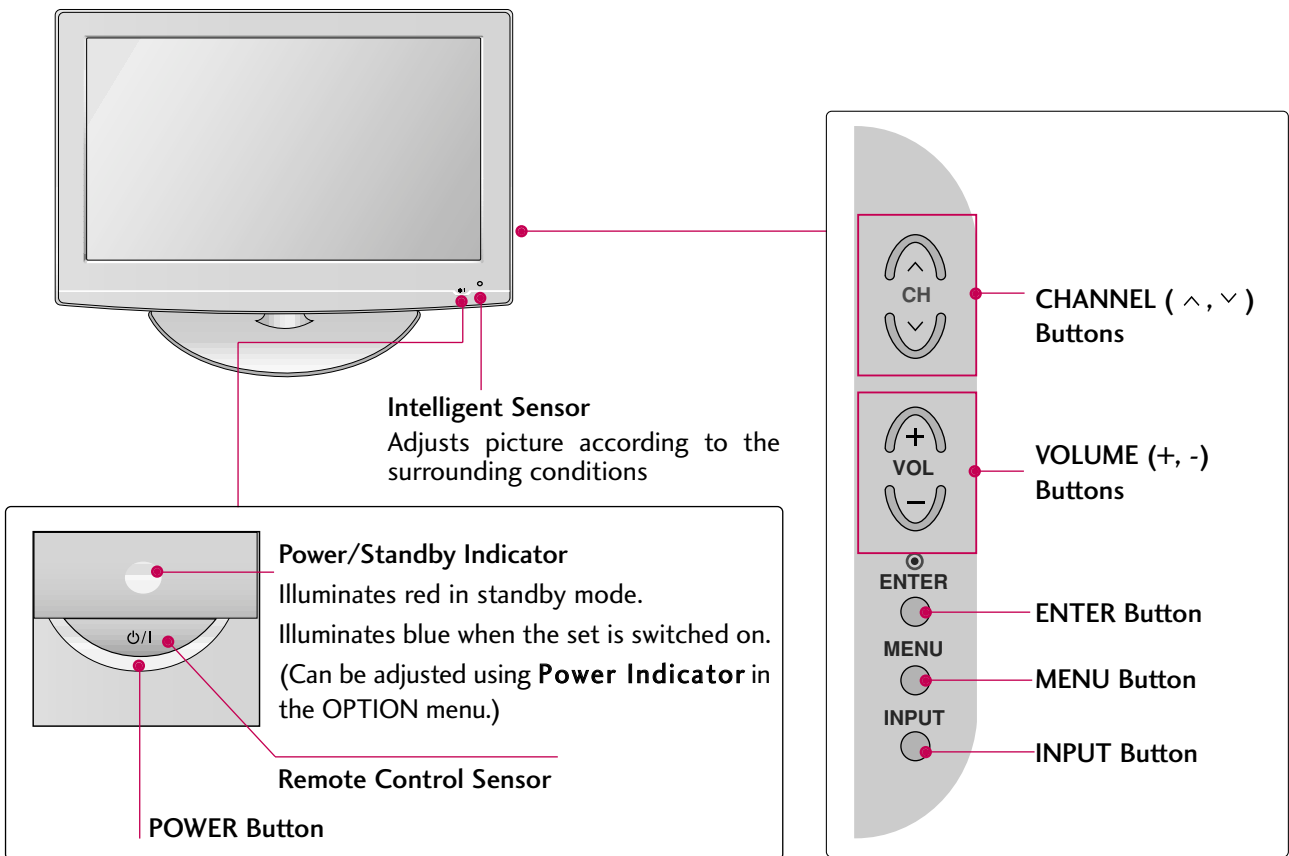 Intelligent Sensor
Adjusts picture according to the
surrounding conditions
Power/Standby Indicator
Illuminates red in standby mode.
Illuminates blue when the set is switched on.
(Can be adjusted using Power Indicator in
the OPTION menu.)
⏻/I
Remote Control Sensor
POWER Button
CH
CHANNEL ( ︿, ﹀ )
Buttons
+
VOL
-
VOLUME (+, -)
Buttons
ENTER
ENTER Button
MENU
MENU Button
INPUT
INPUT Button